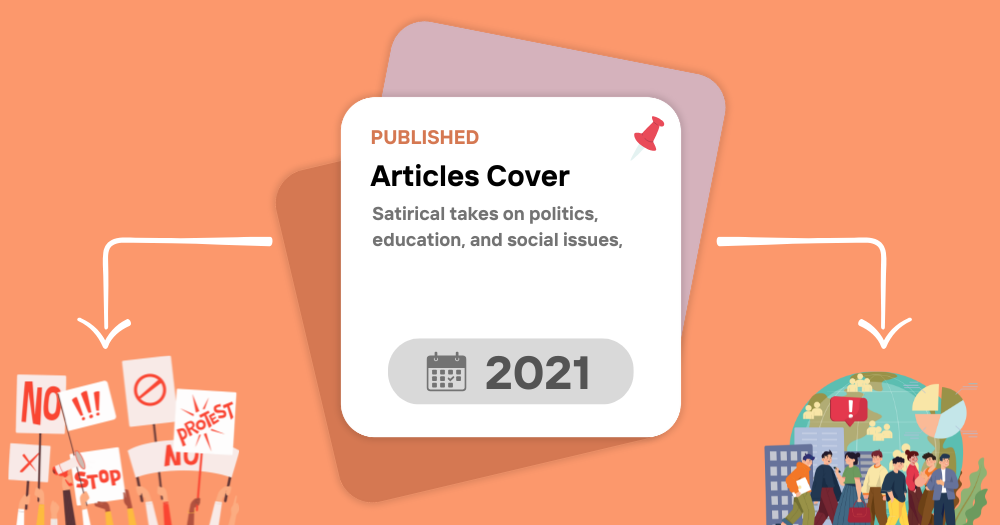 PUBLISHED
Articles Cover
Satirical takes on politics,
education, and social issues,
2021
NO
!!!
PROTEST
X
STOP
NO
!